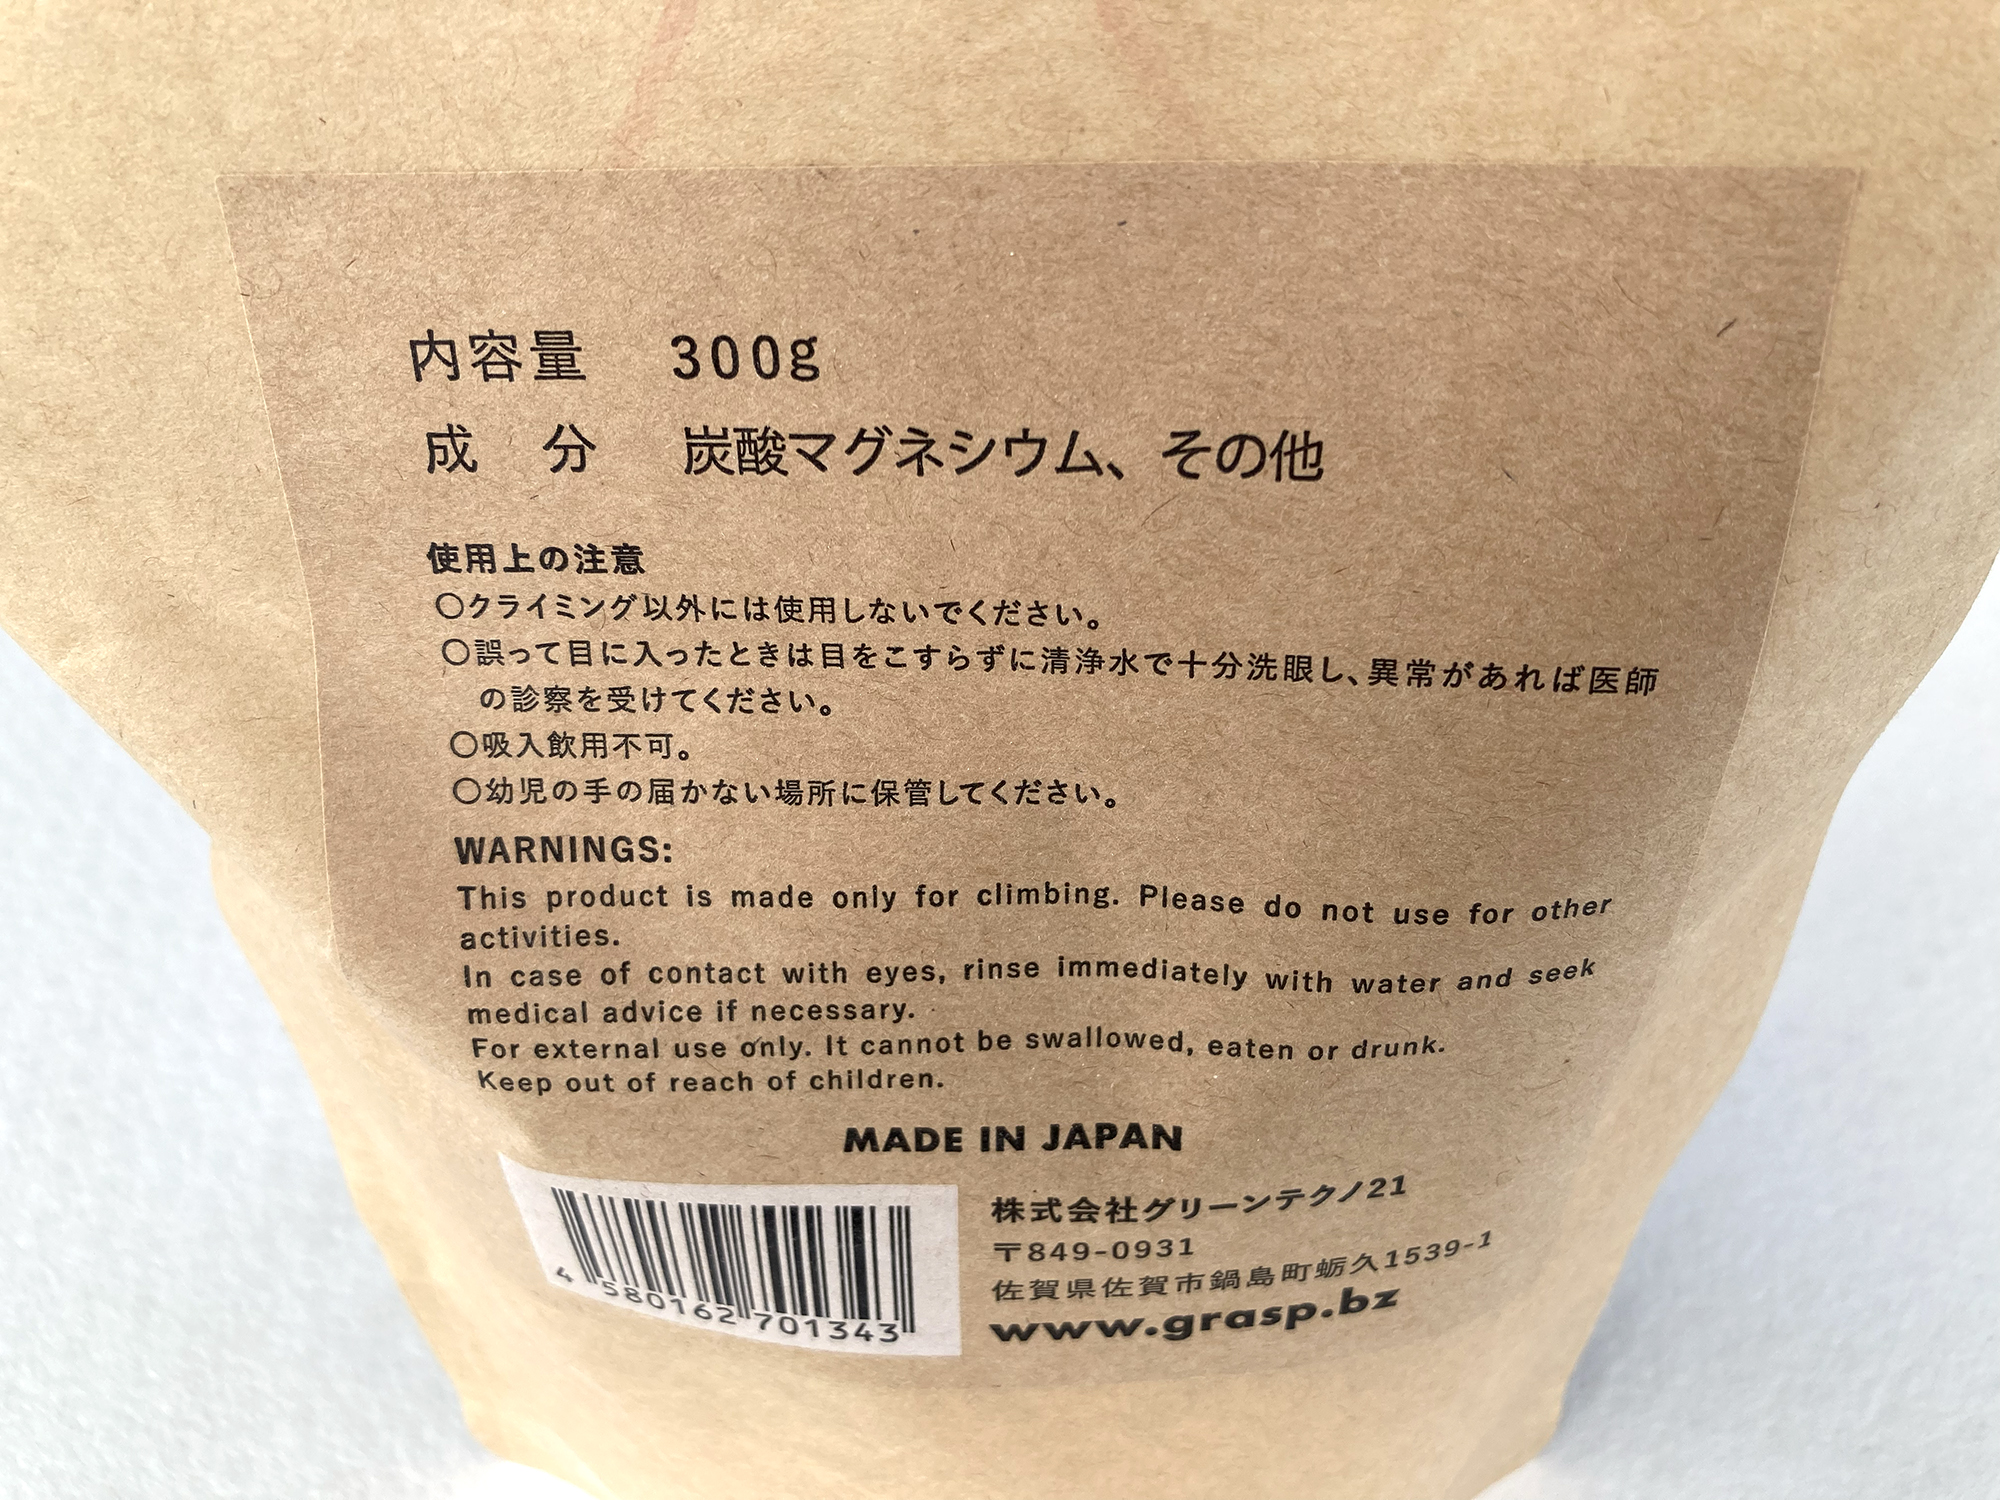 内容量 300g
成 分 炭酸マグネシウム、その他
使用上の注意
〇クライミング以外には使用しないでください。
〇誤って目に入ったときは目をこすらずに清浄水で十分洗眼し、異常があれば医師
の診察を受けてください。
〇吸入飲用不可。
〇幼児の手の届かない場所に保管してください。
WARNINGS:
This product is made only for climbing. Please do not use for other
activities.
In case of contact with eyes, rinse immediately with water and seek
medical advice if necessary.
For external use only. It cannot be swallowed, eaten or drunk.
Keep out of reach of children.
MADE IN JAPAN
4 580162 701343
株式会社グリーンテクノ21
〒849-0931
佐賀県佐賀市鍋島町蛎久1539-1
www.grasp.bz